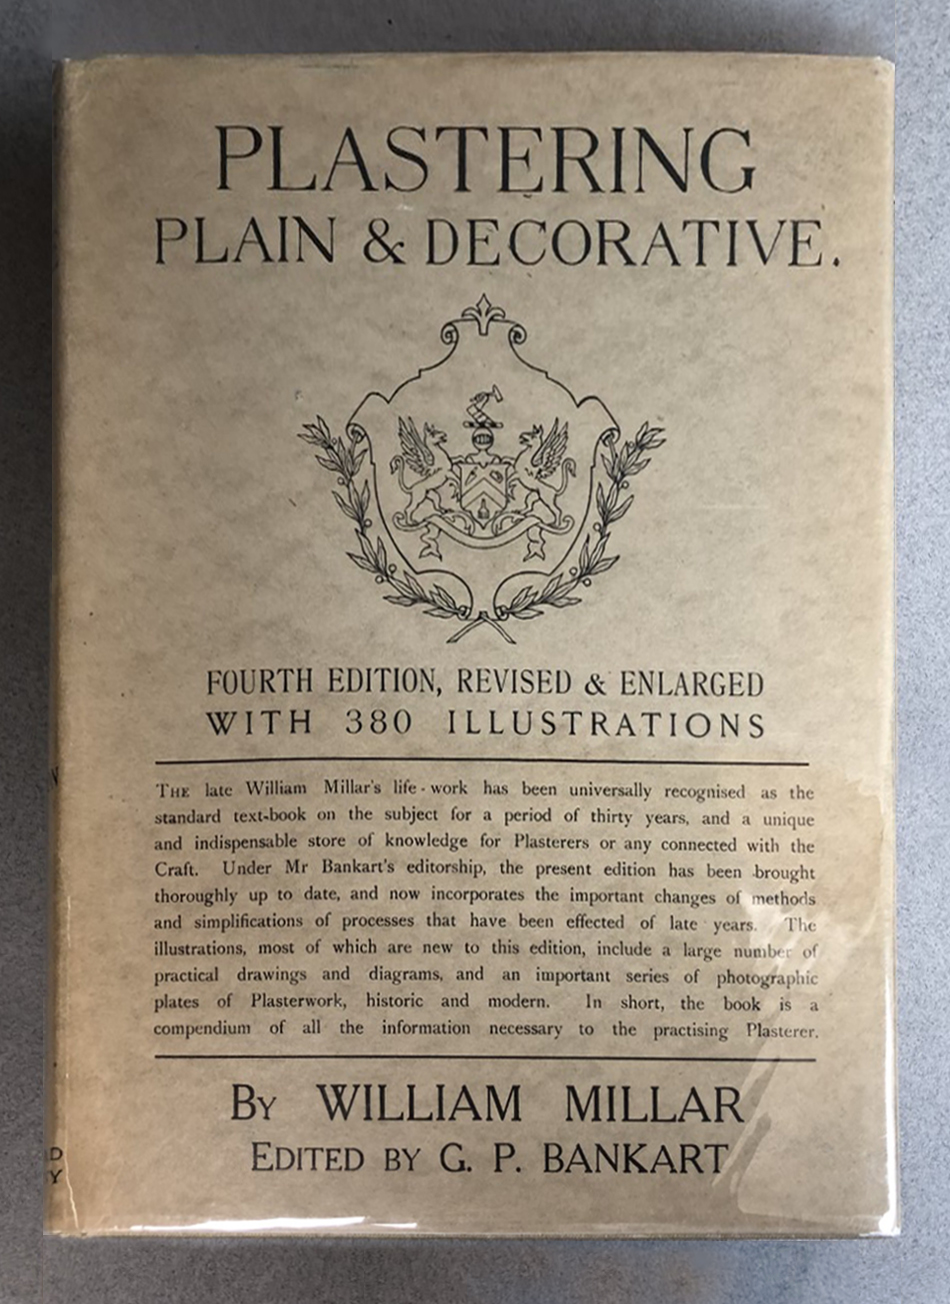 PLASTERING
PLAIN & DECORATIVE.
FOURTH EDITION, REVISED & ENLARGED
WITH 380 ILLUSTRATIONS
THE late William Millar's life-work has been universally recognised as the
standard text-book on the subject for a period of thirty years, and a unique
and indispensable store of knowledge for Plasterers or any connected with the
Craft. Under Mr Bankart's editorship, the present edition has been brought
thoroughly up to date, and now incorporates the important changes of methods
and simplifications of processes that have been effected of late years. The
illustrations, most of which are new to this edition, include a large number of
practical drawings and diagrams, and an important series of photographic
plates of Plasterwork, historic and modern. In short, the book is a
compendium of all the information necessary to the practising Plasterer.
BY WILLIAM MILLAR
EDITED BY G. P. BANKART
D
Y